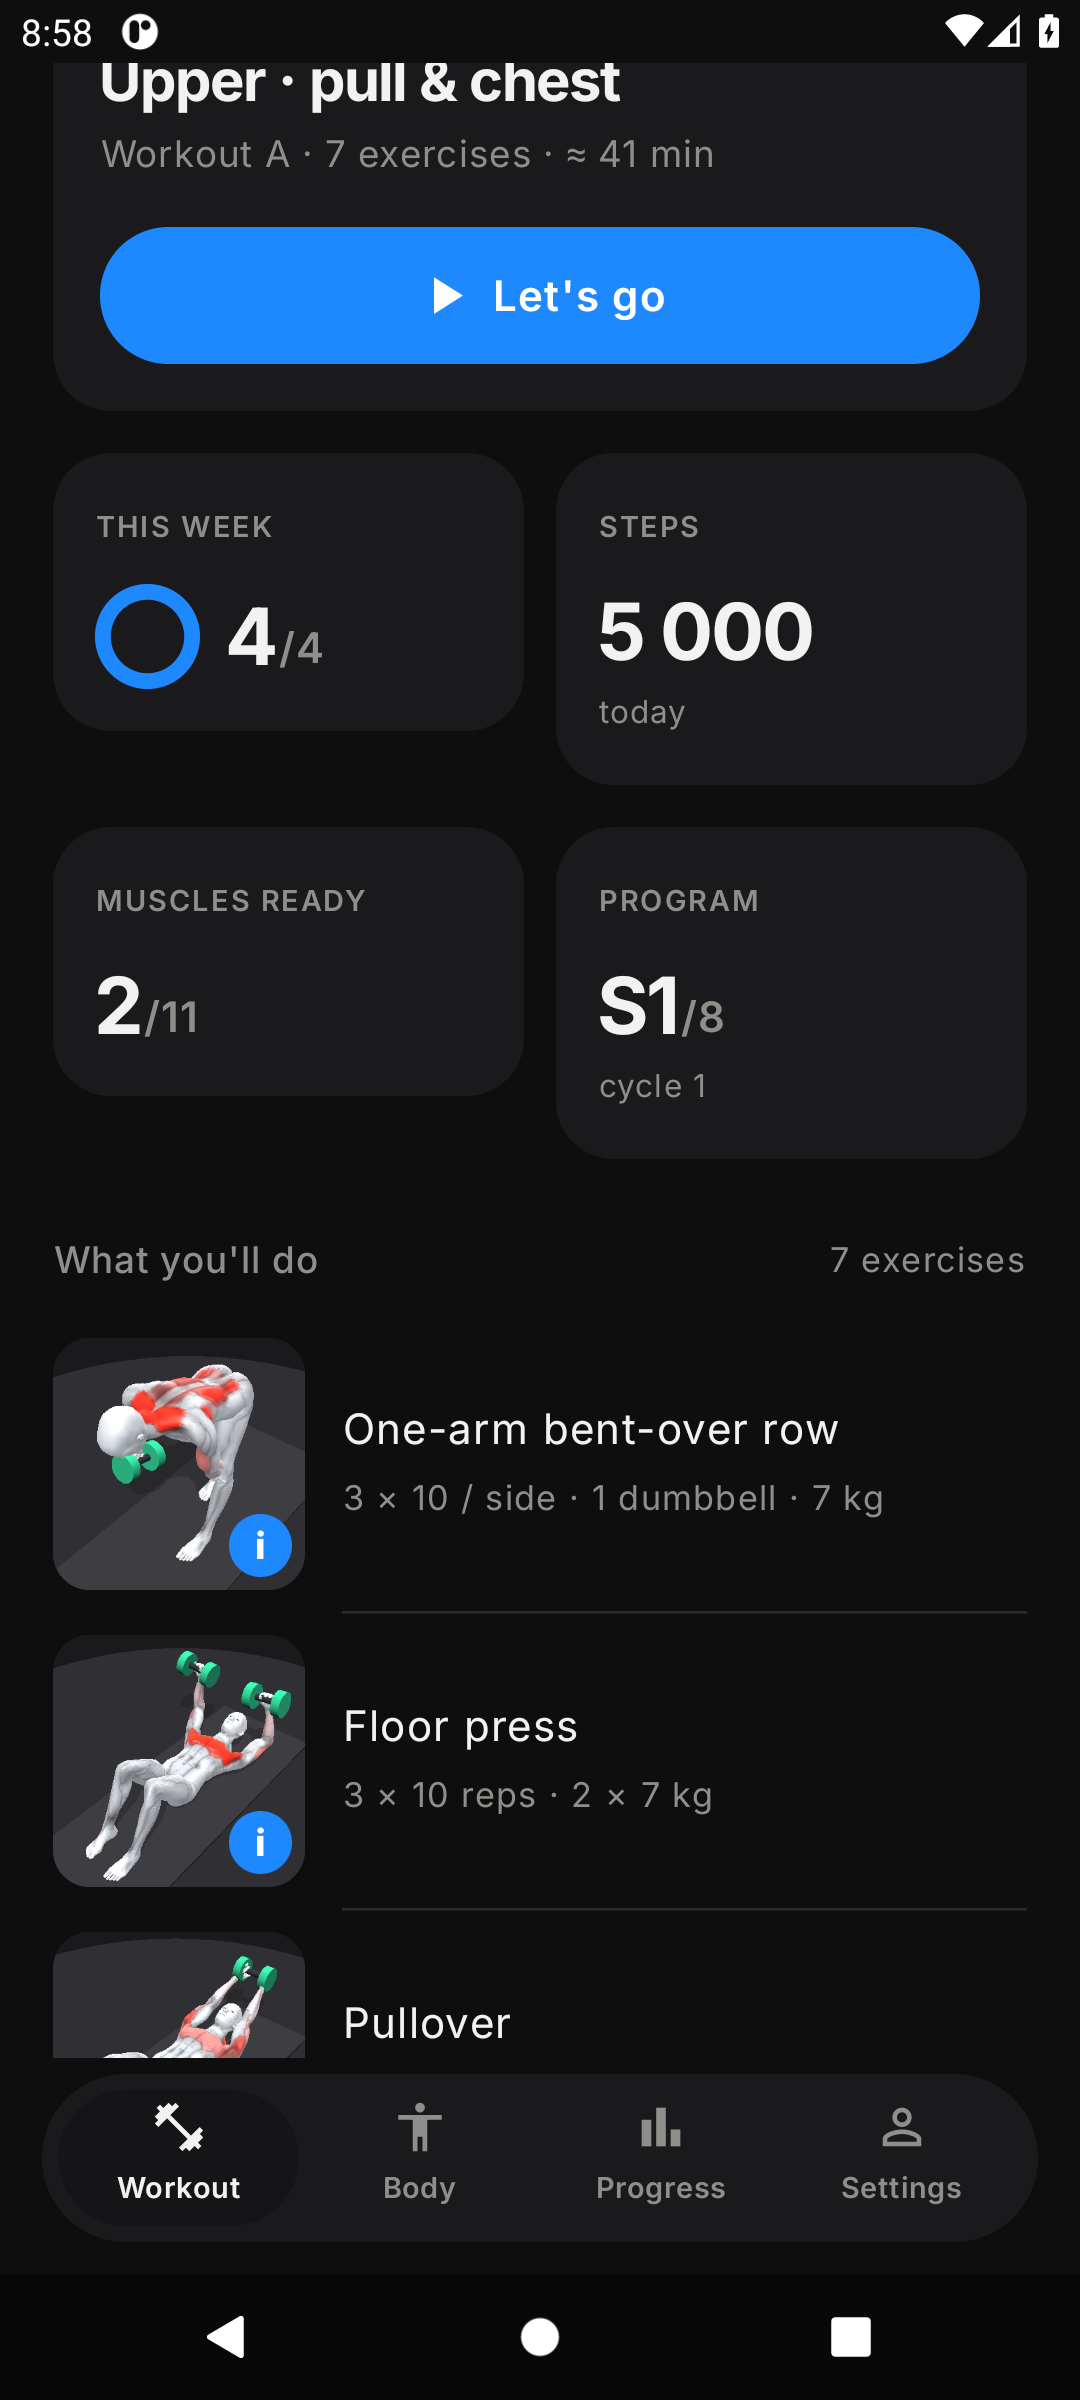 8:58
Upper · pull & chest
Workout A · 7 exercises · ≈ 41 min
Let's go
THIS WEEK
4/4
STEPS
5 000
today
MUSCLES READY
2/11
PROGRAM
S1/8
cycle 1
What you'll do
7 exercises
One-arm bent-over row
3 × 10 / side · 1 dumbbell · 7 kg
i
Floor press
3 × 10 reps · 2 × 7 kg
i
Pullover
Workout
Body
Progress
Settings